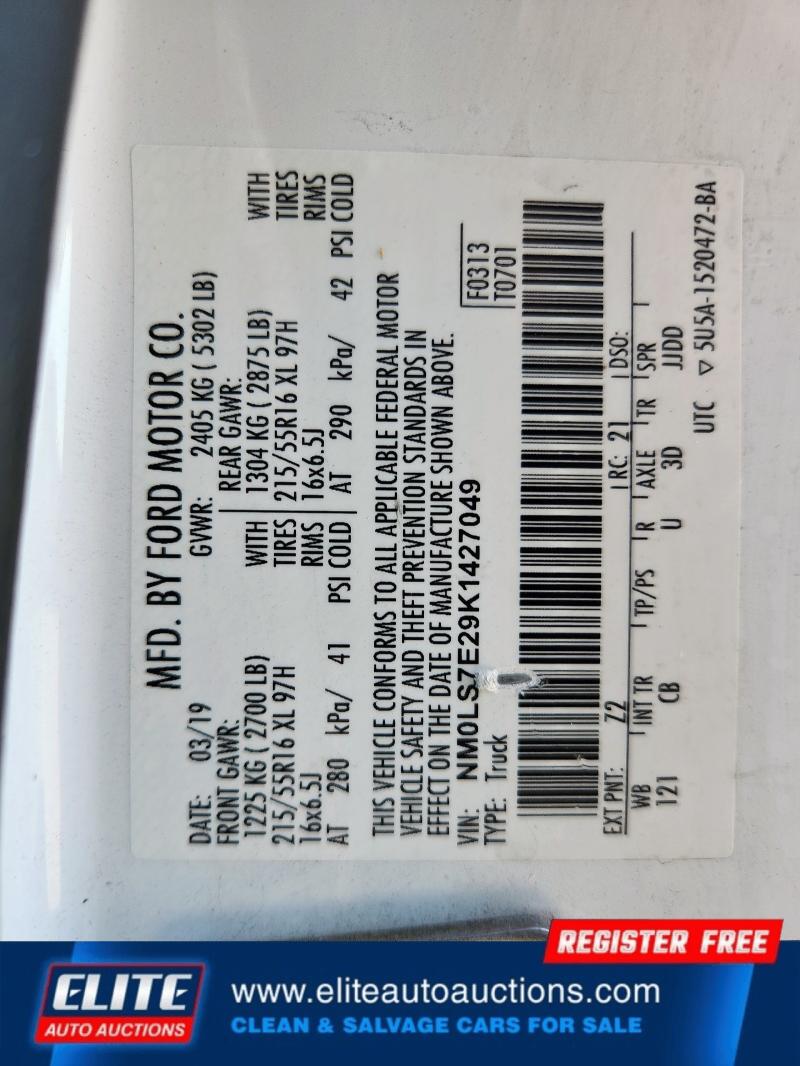 MFD. BY FORD MOTOR CO.
DATE: 03/19 GVWR: 2405 KG ( 5302 LB)
FRONT GAWR: REAR GAWR:
1225 KG ( 2700 LB) WITH 1304 KG ( 2875 LB) WITH
215/55R16 XL 97H TIRES 215/55R16 XL 97H TIRES
16x6.5J RIMS 16x6.5J RIMS
AT 280 kPa/ 41 PSI COLD AT 290 kPa/ 42 PSI COLD
THIS VEHICLE CONFORMS TO ALL APPLICABLE FEDERAL MOTOR
VEHICLE SAFETY AND THEFT PREVENTION STANDARDS IN
EFFECT ON THE DATE OF MANUFACTURE SHOWN ABOVE.
VIN: NM0LS7E29K1427049 F0313
TYPE: Truck T0701
EXT PNT: Z2 RC: 21 DSO:
WB INT TR TP/PS R AXLE TR SPR
121 CB U 3D JJDD
UTC ▽ 5U5A-1520472-BA
REGISTER FREE
ELITE
AUTO AUCTIONS
www.eliteautoauctions.com
CLEAN & SALVAGE CARS FOR SALE